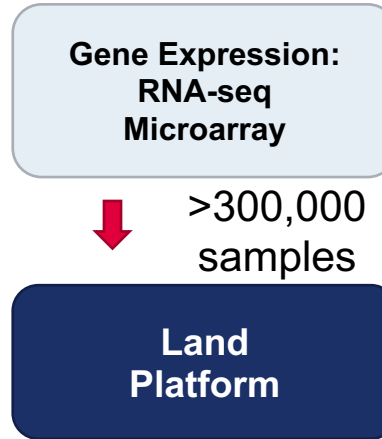 Gene Expression:
RNA-seq
Microarray
>300,000
samples
Land
Platform